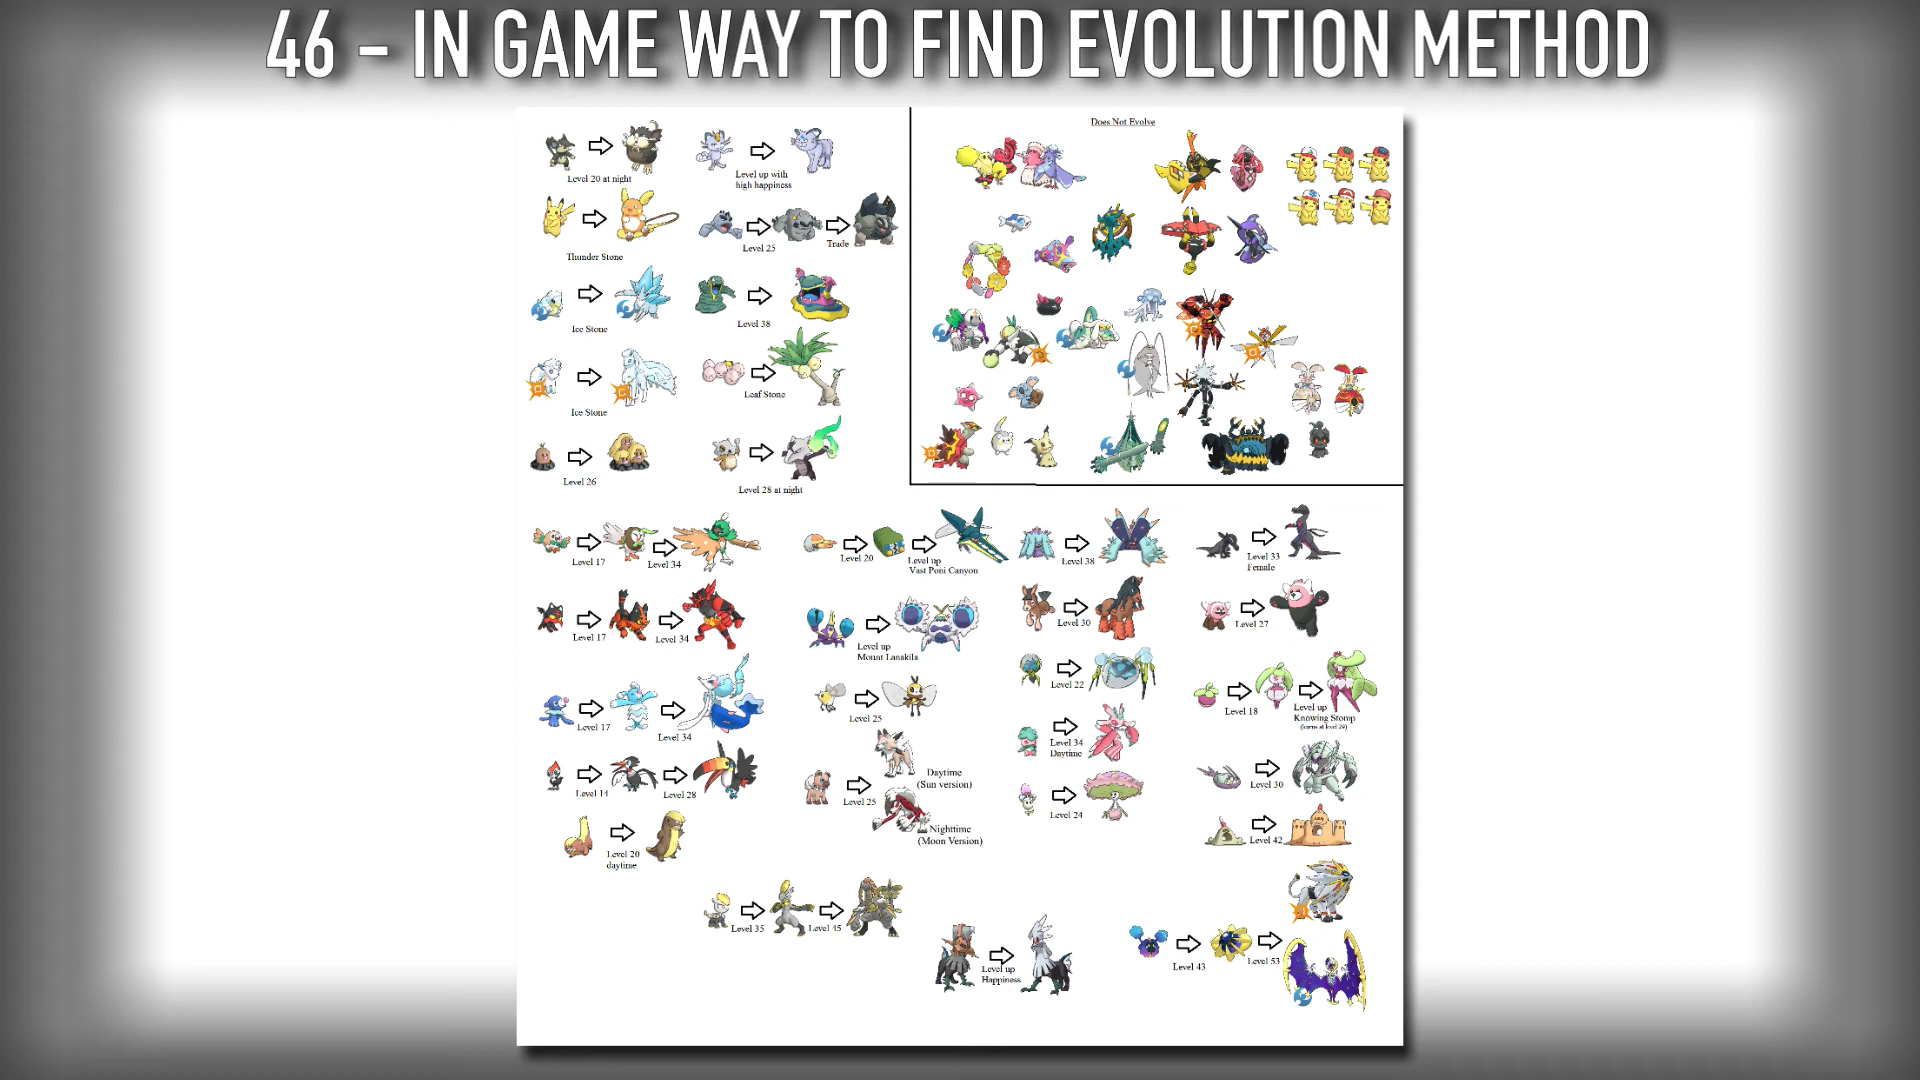 46 – IN GAME WAY TO FIND EVOLUTION METHOD
Does Not Evolve
Level 20 at night
Level up with
high happiness
Thunder Stone
Level 25
Trade
Ice Stone
Level 38
Ice Stone
Leaf Stone
Level 26
Level 28 at night
Level 17
Level 34
Level 20
Level up
Vast Poni Canyon
Level 38
Level 33
Female
Level 17
Level 34
Level up
Mount Lanakila
Level 30
Level 27
Level 17
Level 34
Level 25
Level 22
Level 18
Level up
Knowing Stomp
(learns at level 29)
Level 34
Daytime
Level 14
Level 28
Level 25
Daytime
(Sun version)
Nighttime
(Moon Version)
Level 24
Level 30
Level 20
daytime
Level 42
Level 35
Level 45
Level up
Happiness
Level 43
Level 53